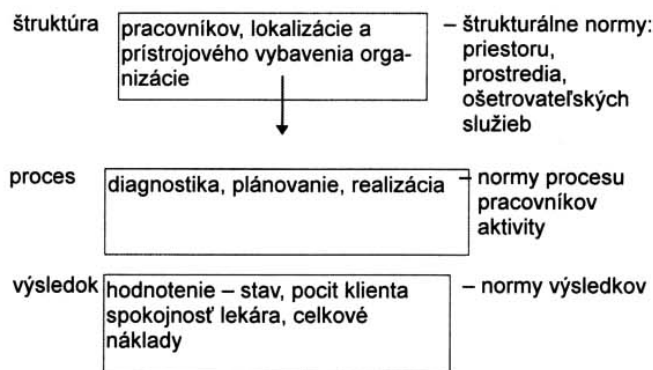 štruktúra
pracovníkov, lokalizácie a
prístrojového vybavenia orga-
nizácie
– štrukturálne normy:
priestoru,
prostredia,
ošetrovateľských
služieb
proces
diagnostika, plánovanie, realizácia
– normy procesu
pracovníkov
aktivity
výsledok
hodnotenie – stav, pocit klienta
spokojnosť lekára, celkové
náklady
– normy výsledkov